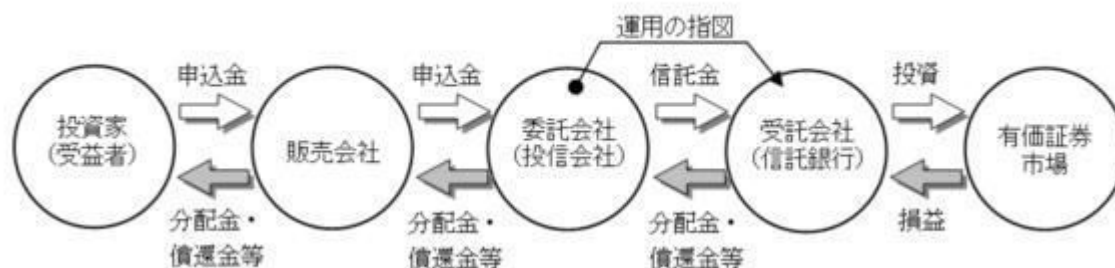 運用の指図
申込金
申込金
信託金
投資
投資家
(受益者)
販売会社
委託会社
(投信会社)
受託会社
(信託銀行)
有価証券
市場
分配金・
償還金等
分配金・
償還金等
分配金・
償還金等
損益